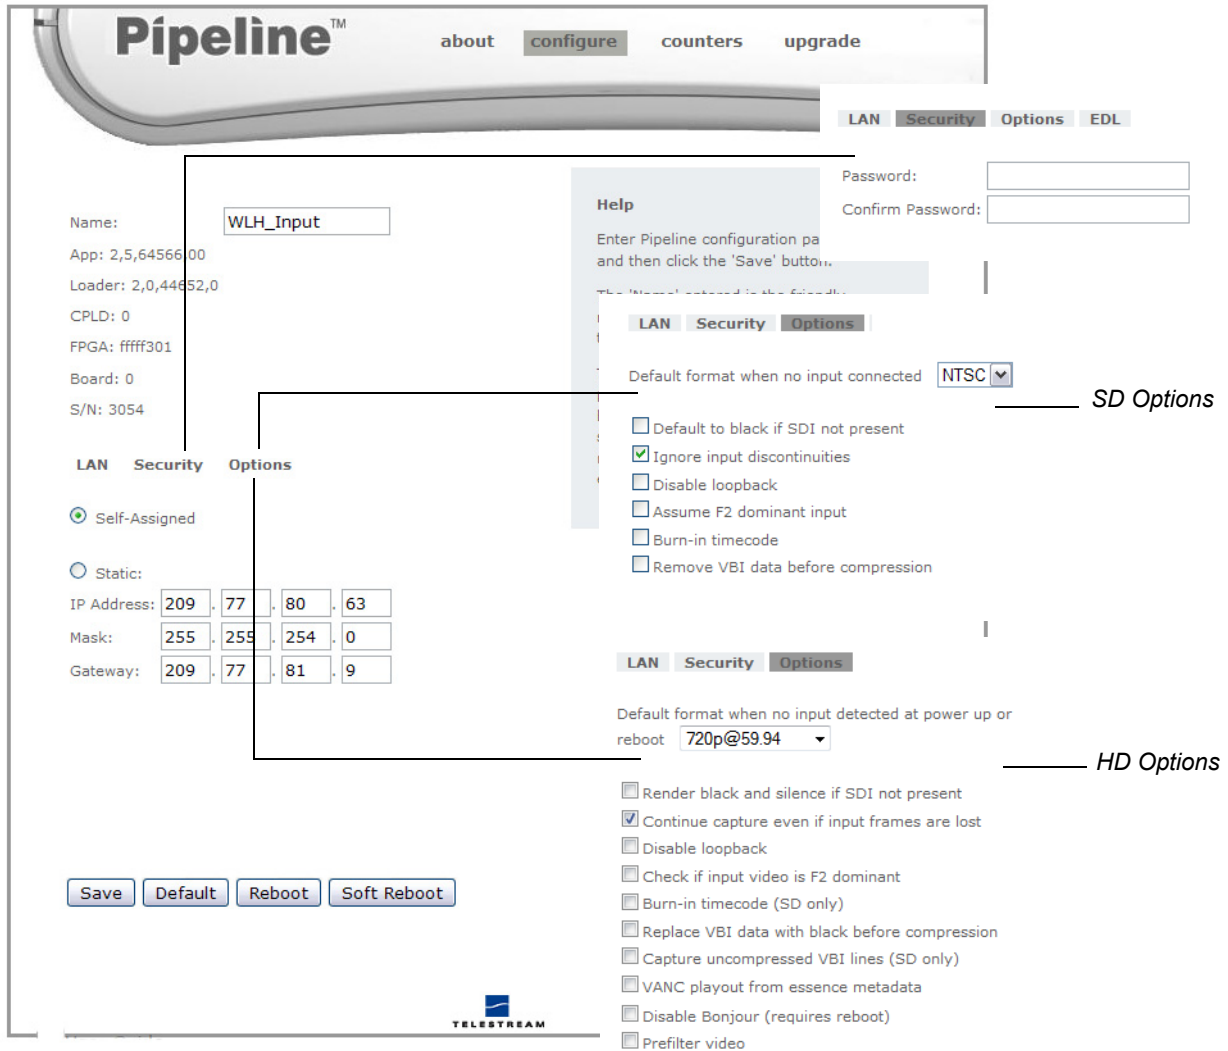 Pipeline™
about configure counters upgrade
LAN Security Options EDL
Password:
Confirm Password:
Name: WLH_Input
App: 2,5,64566,00
Loader: 2,0,44652,0
CPLD: 0
FPGA: fffff301
Board: 0
S/N: 3054
Help
Enter Pipeline configuration pa
and then click the 'Save' button.
The 'Name' entered is the friendly
LAN Security Options
Default format when no input connected NTSC
SD Options
Default to black if SDI not present
Ignore input discontinuities
Disable loopback
Assume F2 dominant input
Burn-in timecode
Remove VBI data before compression
LAN Security Options
Self-Assigned
Static:
IP Address: 209 . 77 . 80 . 63
Mask: 255 . 255 . 254 . 0
Gateway: 209 . 77 . 81 . 9
LAN Security Options
Default format when no input detected at power up or
reboot 720p@59.94
HD Options
Render black and silence if SDI not present
Continue capture even if input frames are lost
Disable loopback
Check if input video is F2 dominant
Burn-in timecode (SD only)
Replace VBI data with black before compression
Capture uncompressed VBI lines (SD only)
VANC playout from essence metadata
Disable Bonjour (requires reboot)
Prefilter video
Save Default Reboot Soft Reboot
TELESTREAM